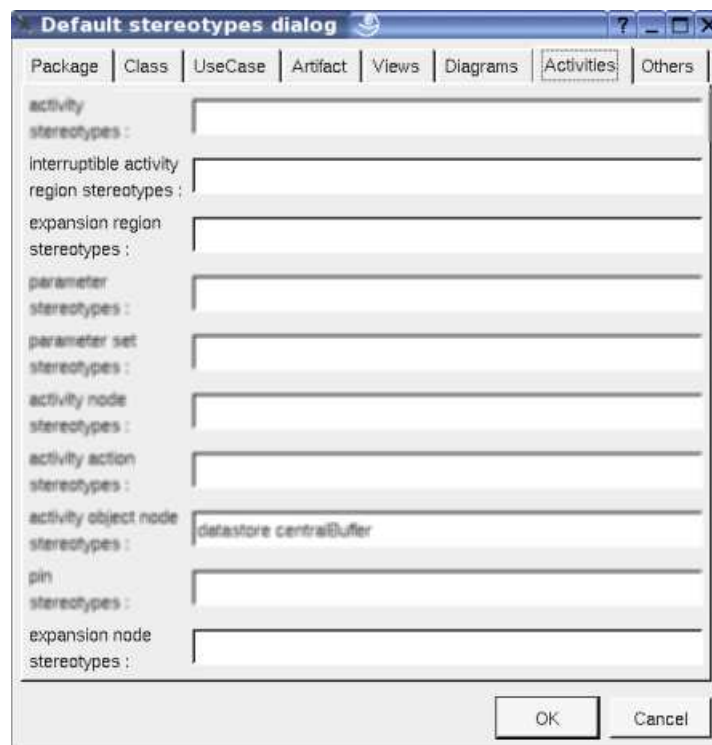 Default stereotypes dialog
Package Class UseCase Artifact Views Diagrams Activities Others
activity
stereotypes :
interruptible activity
region stereotypes :
expansion region
stereotypes :
parameter
stereotypes :
parameter set
stereotypes :
activity node
stereotypes :
activity action
stereotypes :
activity object node
stereotypes :
datastore centralBuffer
pin
stereotypes :
expansion node
stereotypes :
OK Cancel